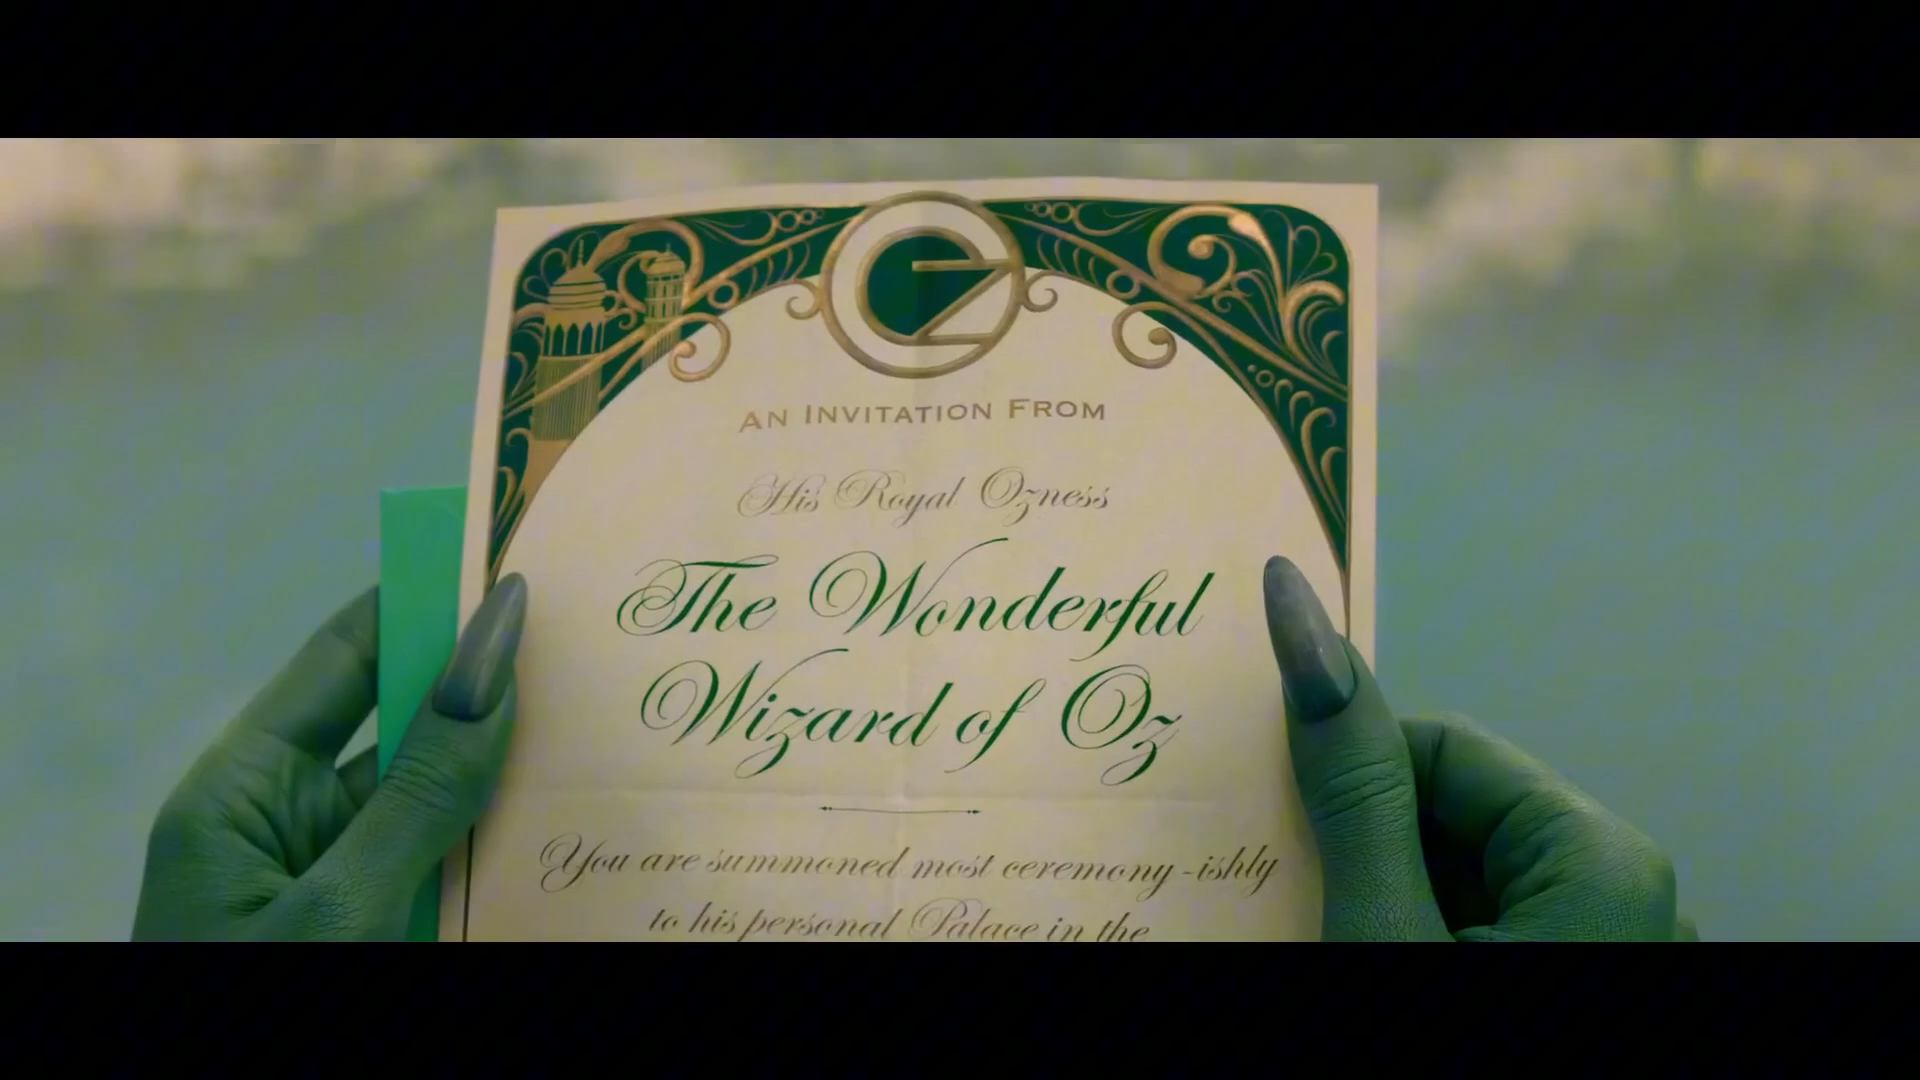 OZ
AN INVITATION FROM
His Royal Ozness
The Wonderful
Wizard of Oz
You are summoned most ceremony-ishly
to his personal Palace in the